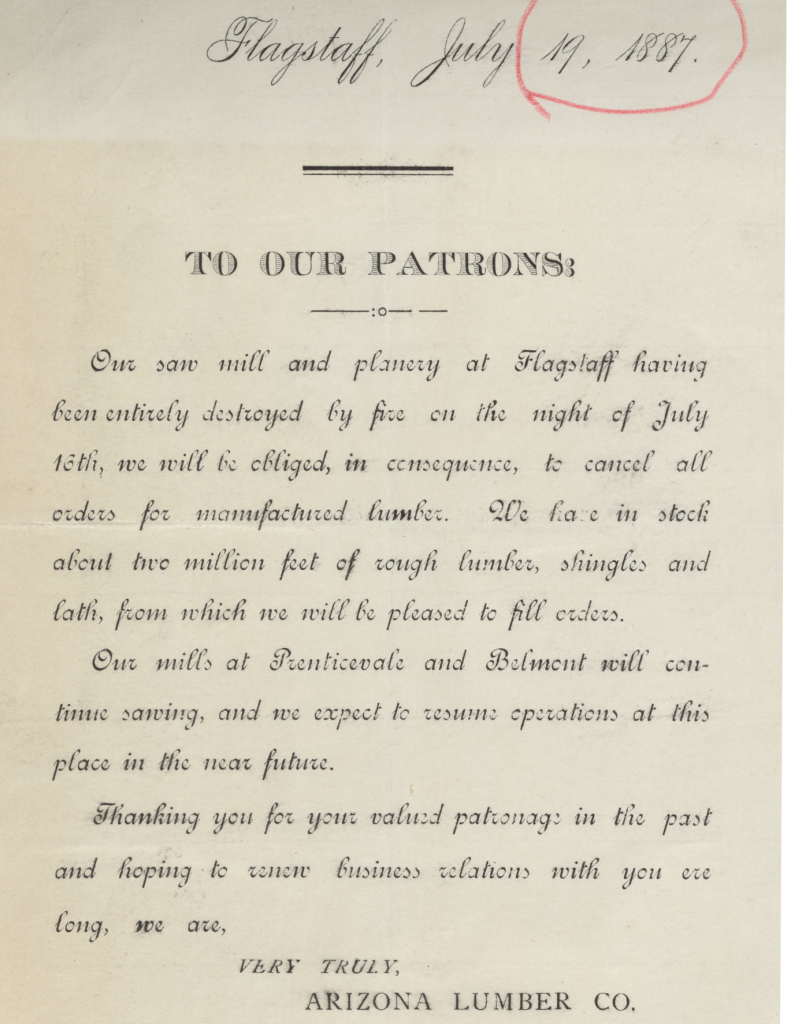 Flagstaff, July 19, 1887.
TO OUR PATRONS:
Our saw mill and planery at Flagstaff having
been entirely destroyed by fire on the night of July
16th, we will be obliged, in consequence, to cancel all
orders for manufactured lumber. We have in stock
about two million feet of rough lumber, shingles and
lath, from which we will be pleased to fill orders.
Our mills at Prenticevale and Belmont will con-
tinue sawing, and we expect to resume operations at this
place in the near future.
Thanking you for your valued patronage in the past
and hoping to renew business relations with you ere
long, we are,
VERY TRULY,
ARIZONA LUMBER CO.